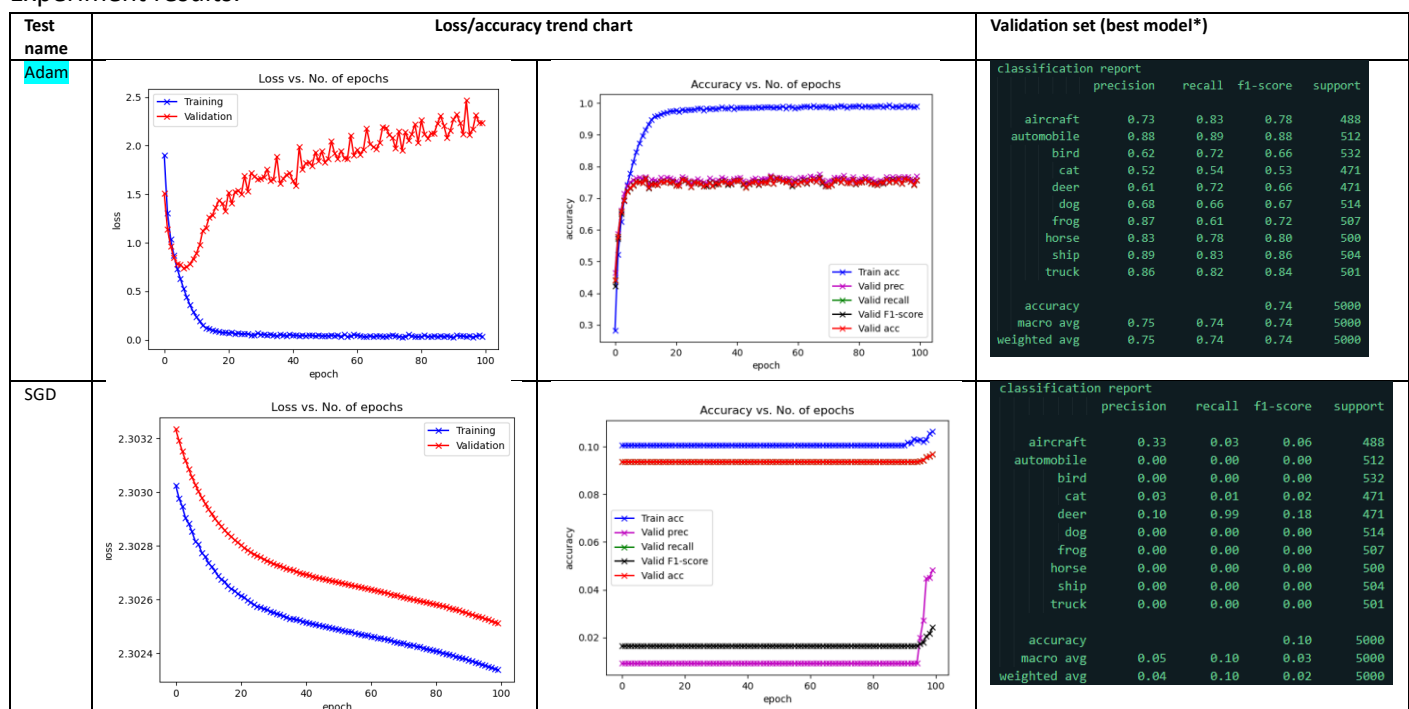 Experiment results:
Test name
Loss/accuracy trend chart
Validation set (best model*)
Adam
Loss vs. No. of epochs
Training
Validation
2.5
2.0
1.5
1.0
0.5
0.0
loss
0 20 40 60 80 100
epoch
Accuracy vs. No. of epochs
1.0
0.9
0.8
0.7
0.6
0.5
0.4
0.3
accuracy
Train acc
Valid prec
Valid recall
Valid F1-score
Valid acc
0 20 40 60 80 100
epoch
classification report
precision recall f1-score support
aircraft 0.73 0.83 0.78 488
automobile 0.88 0.89 0.88 512
bird 0.62 0.72 0.66 532
cat 0.52 0.54 0.53 471
deer 0.61 0.72 0.66 471
dog 0.68 0.66 0.67 514
frog 0.87 0.61 0.72 507
horse 0.83 0.78 0.80 500
ship 0.89 0.83 0.86 504
truck 0.86 0.82 0.84 501
accuracy 0.74 5000
macro avg 0.75 0.74 0.74 5000
weighted avg 0.75 0.74 0.74 5000
SGD
Loss vs. No. of epochs
Training
Validation
2.3032
2.3030
2.3028
2.3026
2.3024
loss
0 20 40 60 80 100
epoch
Accuracy vs. No. of epochs
0.10
0.08
0.06
0.04
0.02
accuracy
Train acc
Valid prec
Valid recall
Valid F1-score
Valid acc
0 20 40 60 80 100
epoch
classification report
precision recall f1-score support
aircraft 0.33 0.03 0.06 488
automobile 0.00 0.00 0.00 512
bird 0.00 0.00 0.00 532
cat 0.03 0.01 0.02 471
deer 0.10 0.99 0.18 471
dog 0.00 0.00 0.00 514
frog 0.00 0.00 0.00 507
horse 0.00 0.00 0.00 500
ship 0.00 0.00 0.00 504
truck 0.00 0.00 0.00 501
accuracy 0.10 5000
macro avg 0.05 0.10 0.03 5000
weighted avg 0.04 0.10 0.02 5000